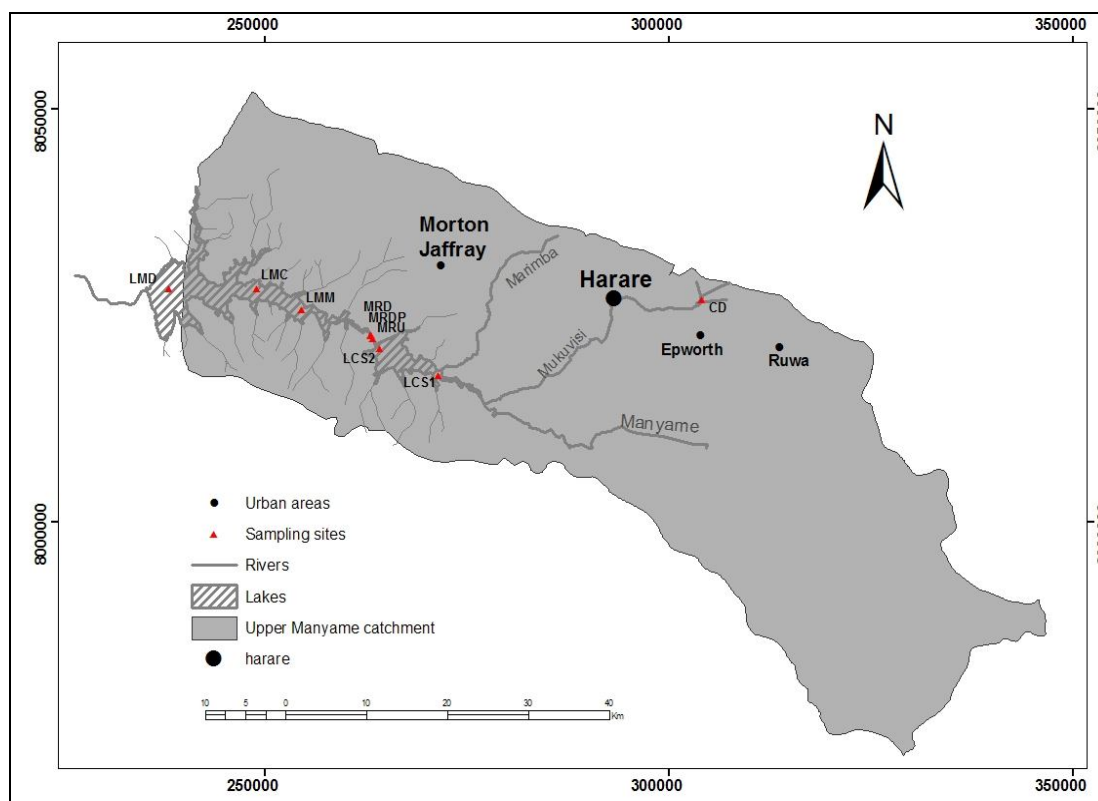 250000
300000
350000
8050000
N
Morton
Jaffray
Marimba
Harare
LMD
LMC
LMM
CD
MRD
MRDP
MRU
Epworth
Ruwa
LCS2
Mukuvisi
LCS1
Manyame
8000000
Urban areas
Sampling sites
Rivers
Lakes
Upper Manyame catchment
harare
10 5 0 10 20 30 40
Km
250000
300000
350000